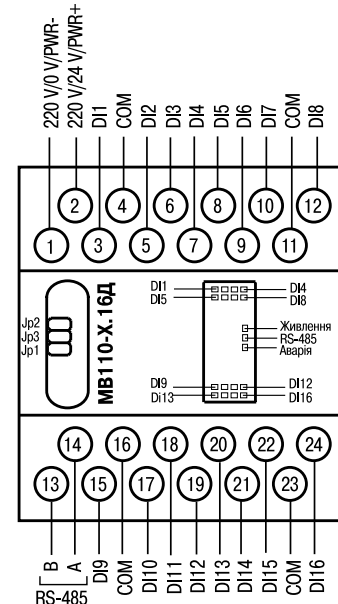 220 V/0 V/PWR-
220 V/24 V/PWR+
DI1
COM
DI2
DI3
DI4
DI5
DI6
DI7
COM
DI8
2
4
6
8
10
12
1
3
5
7
9
11
Jp2
Jp3
Jp1
МВ110-Х.16Д
DI1
DI5
DI4
DI8
Живлення
RS-485
Аварія
DI9
Di13
DI12
DI16
14
16
18
20
22
24
13
15
17
19
21
23
B
A
DI9
COM
DI10
DI11
DI12
DI13
DI14
DI15
COM
DI16
RS-485